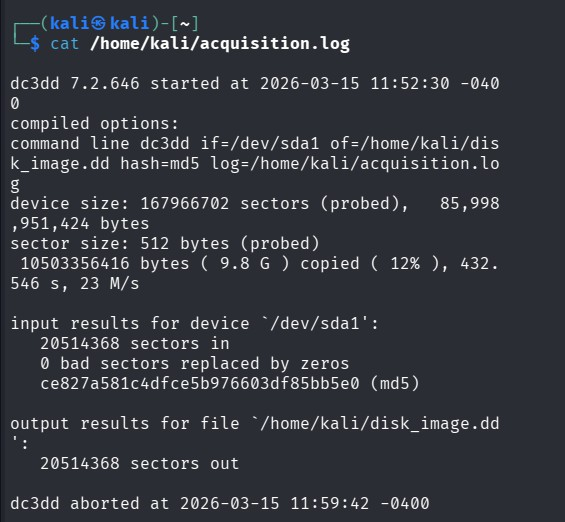 ┌──(kali㉿kali)-[~]
└─$ cat /home/kali/acquisition.log

dc3dd 7.2.646 started at 2026-03-15 11:52:30 -040
0
compiled options:
command line dc3dd if=/dev/sda1 of=/home/kali/dis
k_image.dd hash=md5 log=/home/kali/acquisition.lo
g
device size: 167966702 sectors (probed),   85,998
,951,424 bytes
sector size: 512 bytes (probed)
 10503356416 bytes ( 9.8 G ) copied ( 12% ), 432.
546 s, 23 M/s

input results for device `/dev/sda1':
   20514368 sectors in
   0 bad sectors replaced by zeros
   ce827a581c4dfce5b976603df85bb5e0 (md5)

output results for file `/home/kali/disk_image.dd
':
   20514368 sectors out

dc3dd aborted at 2026-03-15 11:59:42 -0400